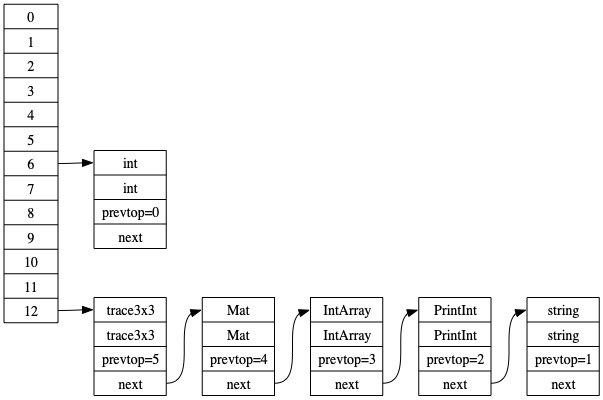 0
1
2
3
4
5
6
7
8
9
10
11
12
int
int
prevtop=0
next
trace3x3
trace3x3
prevtop=5
next
Mat
Mat
prevtop=4
next
IntArray
IntArray
prevtop=3
next
PrintInt
PrintInt
prevtop=2
next
string
string
prevtop=1
next